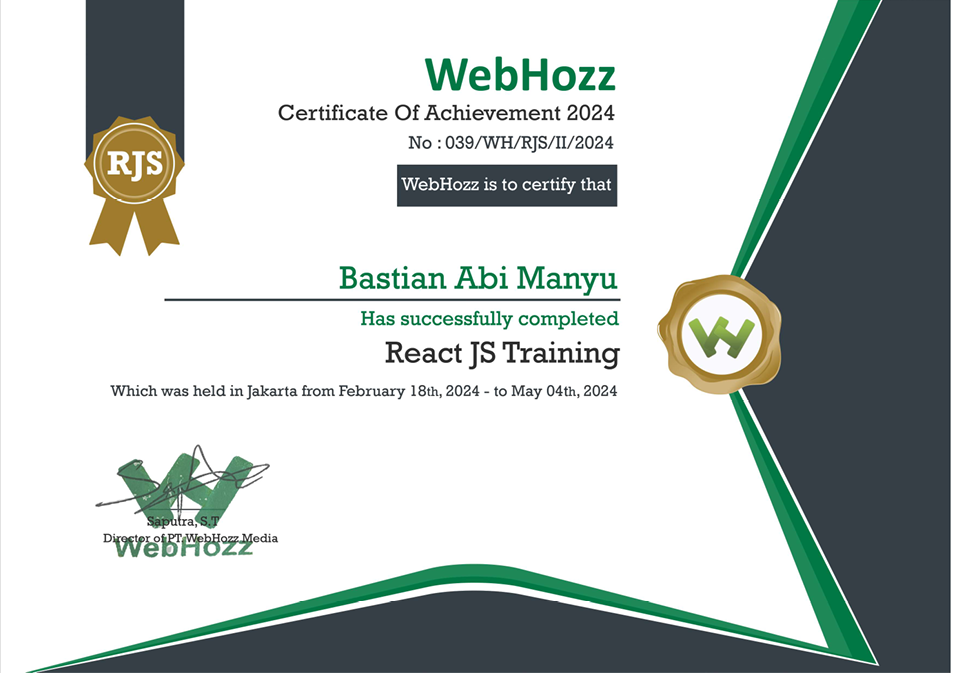 WebHozz
Certificate Of Achievement 2024
No : 039/WH/RJS/II/2024
RJS
WebHozz is to certify that
Bastian Abi Manyu
Has successfully completed
React JS Training
Which was held in Jakarta from February 18th, 2024 - to May 04th, 2024
Saputra, S.T
Director of PT. WebHozz Media
WebHozz